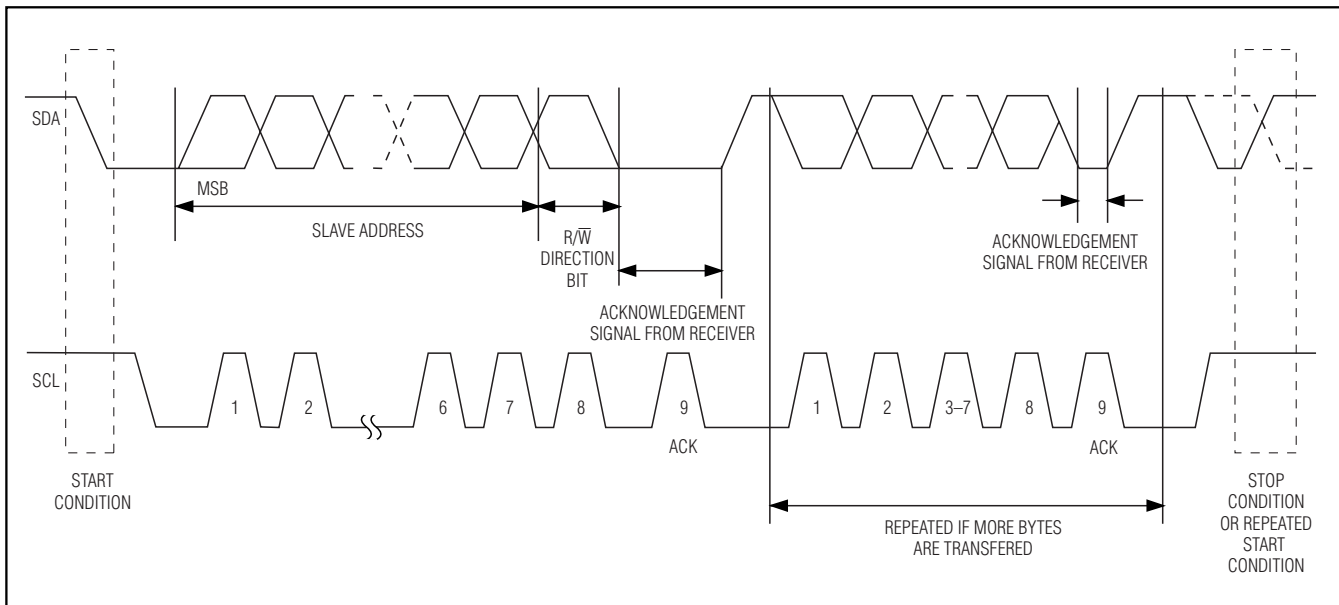 SDA
MSB
SLAVE ADDRESS
R/W̅
DIRECTION
BIT
ACKNOWLEDGEMENT
SIGNAL FROM RECEIVER
ACKNOWLEDGEMENT
SIGNAL FROM RECEIVER
SCL
1
2
6
7
8
9
1
2
3–7
8
9
ACK
ACK
START
CONDITION
REPEATED IF MORE BYTES
ARE TRANSFERED
STOP
CONDITION
OR REPEATED
START
CONDITION